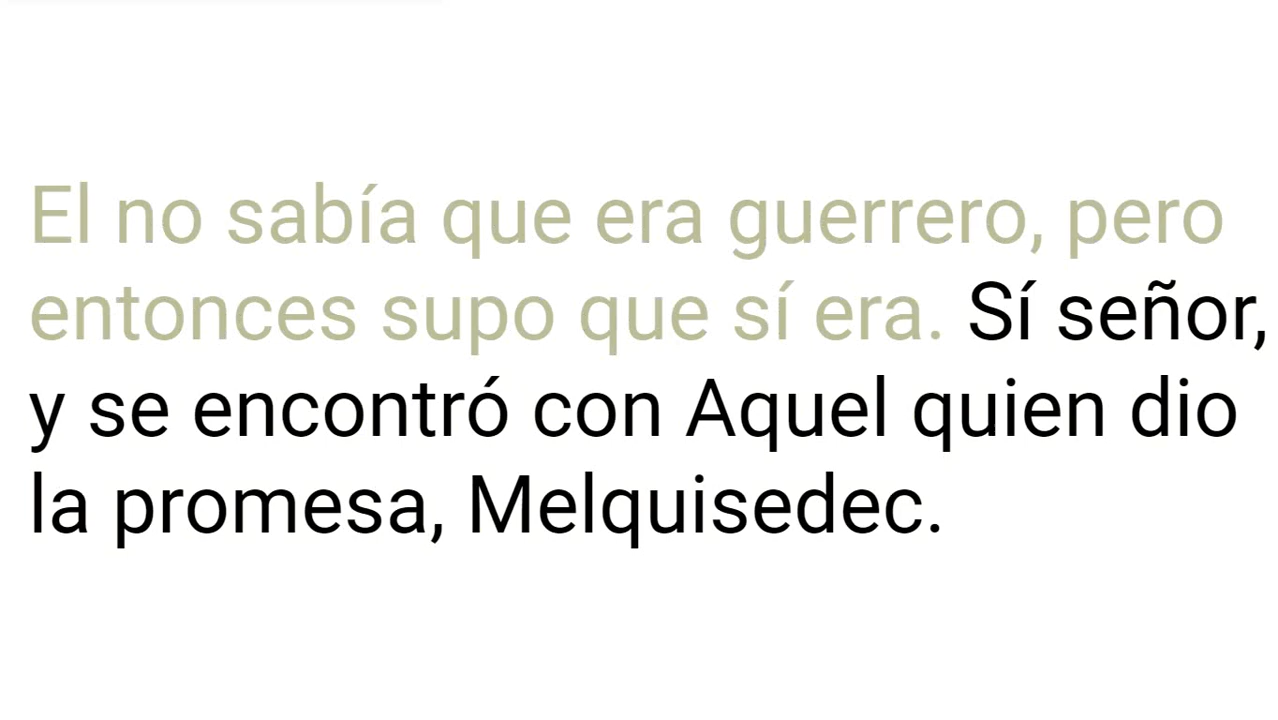 El no sabía que era guerrero, pero
entonces supo que sí era. Sí señor,
y se encontró con Aquel quien dio
la promesa, Melquisedec.